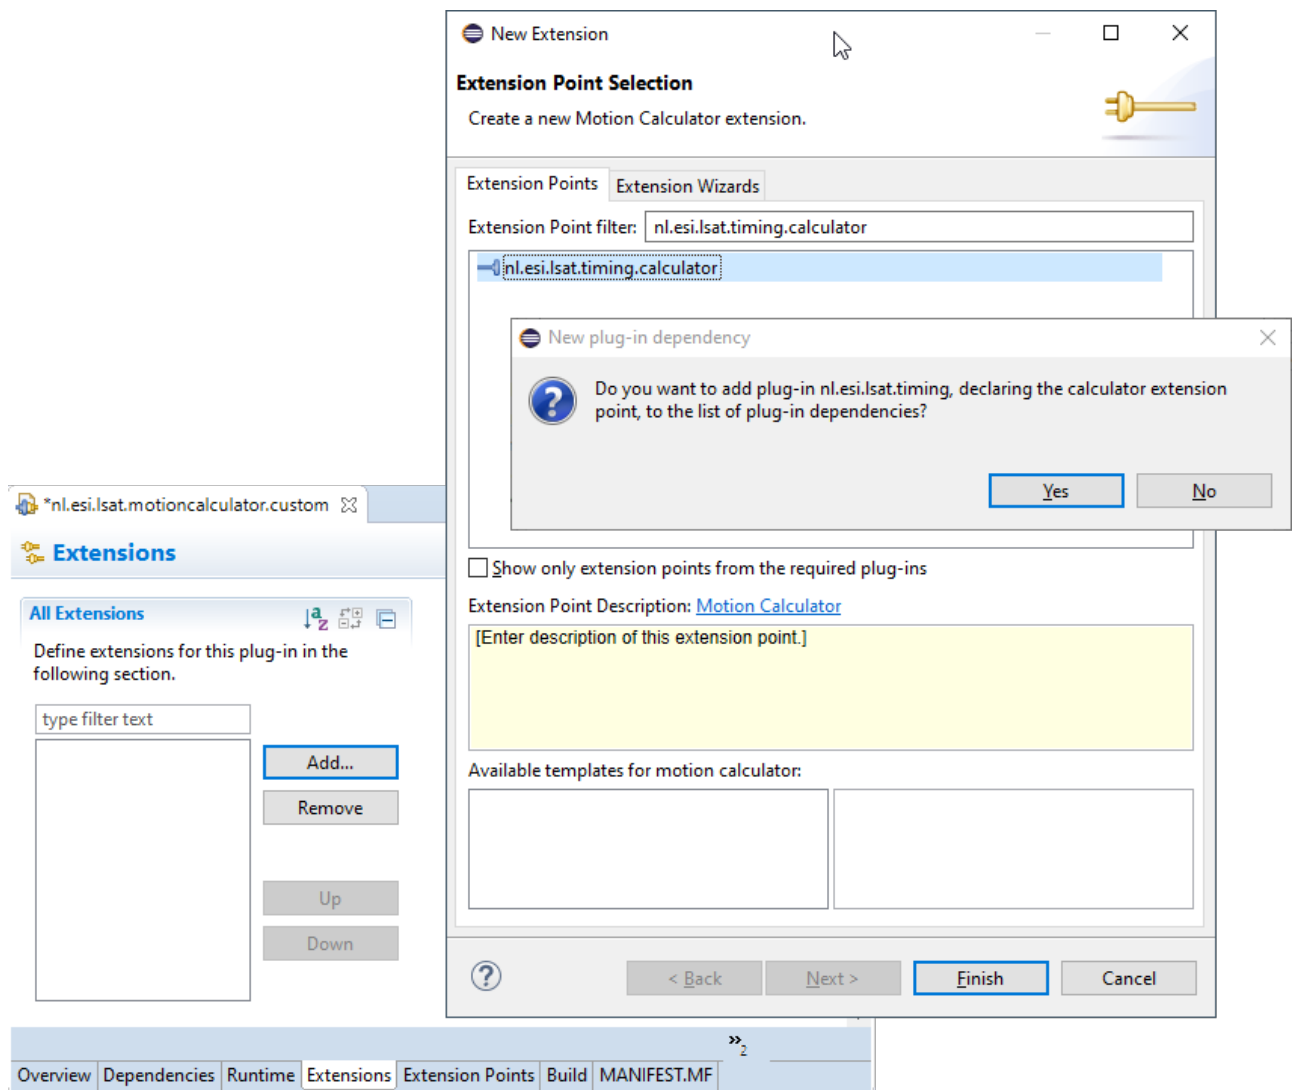 New Extension
Extension Point Selection
Create a new Motion Calculator extension.
Extension Points
Extension Wizards
Extension Point filter:
nl.esi.lsat.timing.calculator
nl.esi.lsat.timing.calculator
New plug-in dependency
Do you want to add plug-in nl.esi.lsat.timing, declaring the calculator extension
point, to the list of plug-in dependencies?
Yes
No
Show only extension points from the required plug-ins
Extension Point Description: Motion Calculator
[Enter description of this extension point.]
Available templates for motion calculator:
?
< Back
Next >
Finish
Cancel
*nl.esi.lsat.motioncalculator.custom
Extensions
All Extensions
Define extensions for this plug-in in the
following section.
type filter text
Add...
Remove
Up
Down
»2
Overview
Dependencies
Runtime
Extensions
Extension Points
Build
MANIFEST.MF